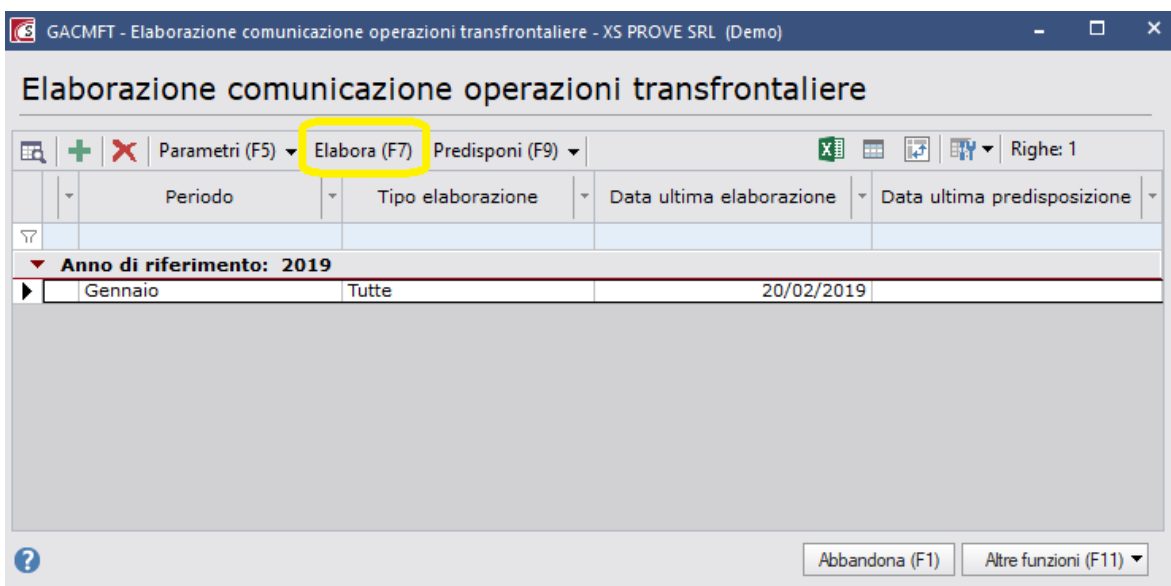 GACMFT - Elaborazione comunicazione operazioni transfrontaliere - XS PROVE SRL (Demo)
Elaborazione comunicazione operazioni transfrontaliere
Parametri (F5) Elabora (F7) Predisponi (F9) Righe: 1
Periodo Tipo elaborazione Data ultima elaborazione Data ultima predisposizione
Anno di riferimento: 2019
Gennaio Tutte 20/02/2019
Abbandona (F1) Altre funzioni (F11)